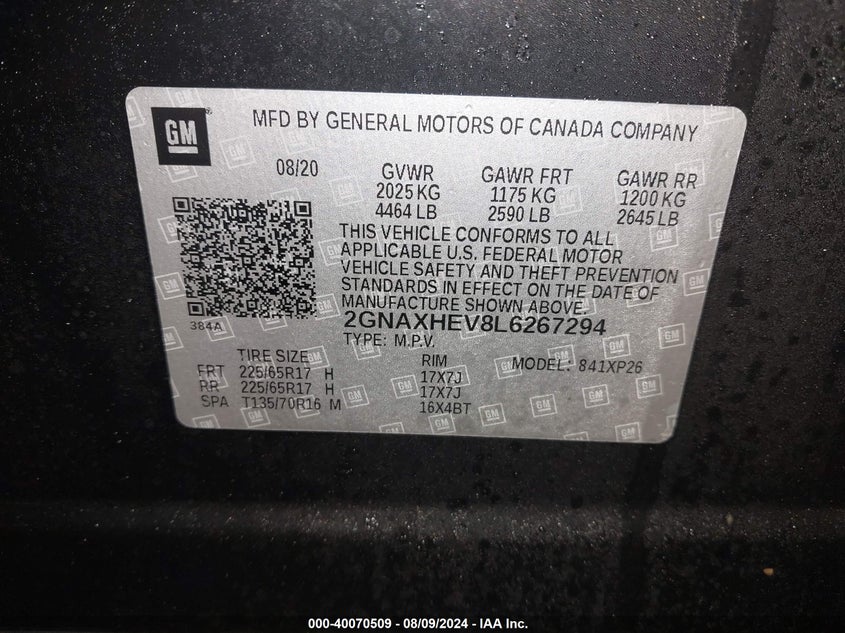 GM
MFD BY GENERAL MOTORS OF CANADA COMPANY
08/20 GVWR GAWR FRT GAWR RR
2025 KG 1175 KG 1200 KG
4464 LB 2590 LB 2645 LB
THIS VEHICLE CONFORMS TO ALL
APPLICABLE U.S. FEDERAL MOTOR
VEHICLE SAFETY AND THEFT PREVENTION
STANDARDS IN EFFECT ON THE DATE OF
MANUFACTURE SHOWN ABOVE.
384A
2GNAXHEV8L6267294
TYPE: M.P.V.
TIRE SIZE RIM MODEL: 841XP26
FRT 225/65R17 H 17X7J
RR 225/65R17 H 17X7J
SPA T135/70R16 M 16X4BT
000-40070509 - 08/09/2024 - IAA Inc.